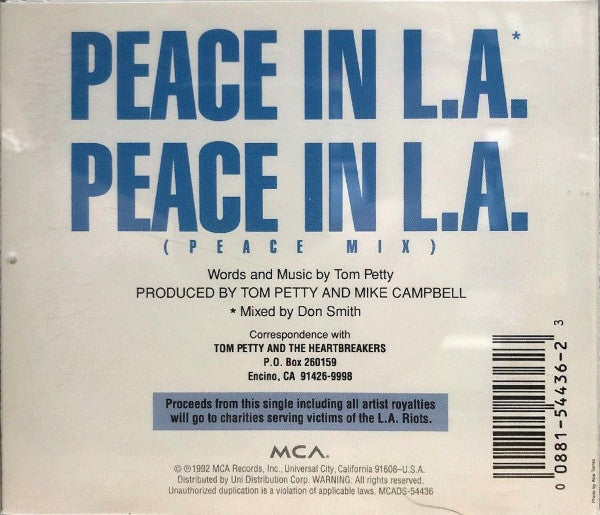 PEACE IN L.A.*
PEACE IN L.A.
(PEACE MIX)
Words and Music by Tom Petty
PRODUCED BY TOM PETTY AND MIKE CAMPBELL
* Mixed by Don Smith
Correspondence with
TOM PETTY AND THE HEARTBREAKERS
P.O. Box 260159
Encino, CA 91426-9998
Proceeds from this single including all artist royalties
will go to charities serving victims of the L.A. Riots.
MCA.
© ℗1992 MCA Records, Inc., Universal City, California 91608–U.S.A.
Distributed by Uni Distribution Corp. WARNING: All rights reserved.
Unauthorized duplication is a violation of applicable laws. MCADS-54436
0 0881-54436-2 3